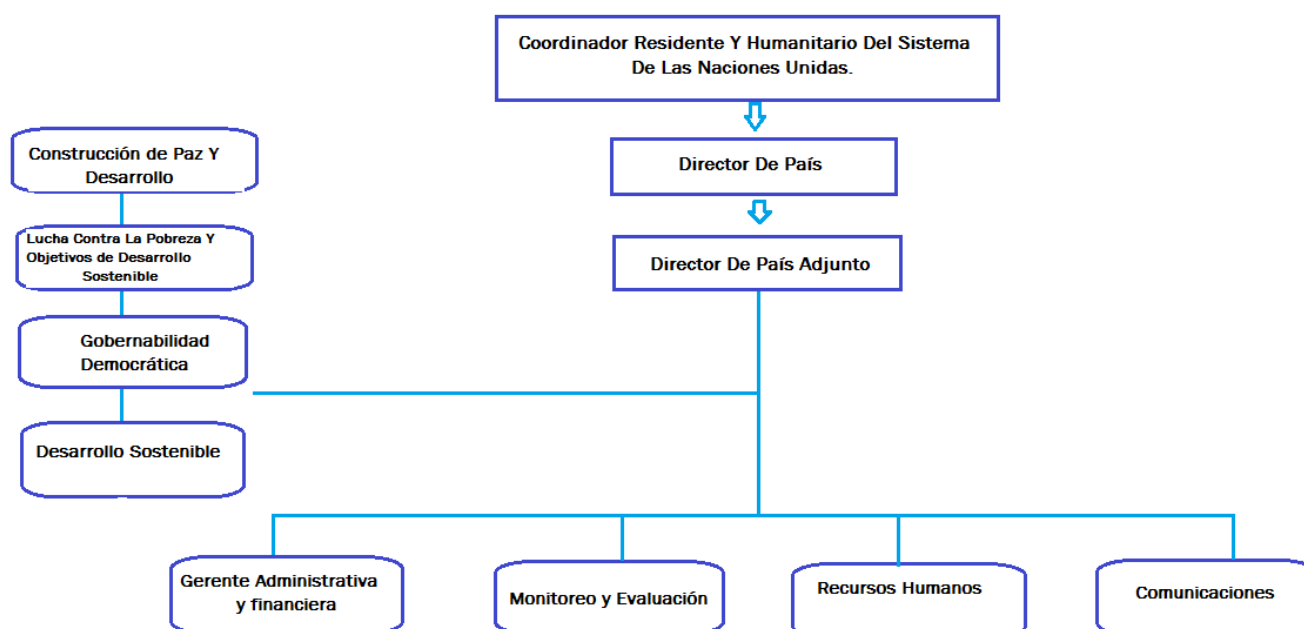 Coordinador Residente Y Humanitario Del Sistema
De Las Naciones Unidas.
Director De País
Director De País Adjunto
Construcción de Paz Y
Desarrollo
Lucha Contra La Pobreza Y
Objetivos de Desarrollo
Sostenible
Gobernabilidad
Democrática
Desarrollo Sostenible
Gerente Administrativa
y financiera
Monitoreo y Evaluación
Recursos Humanos
Comunicaciones